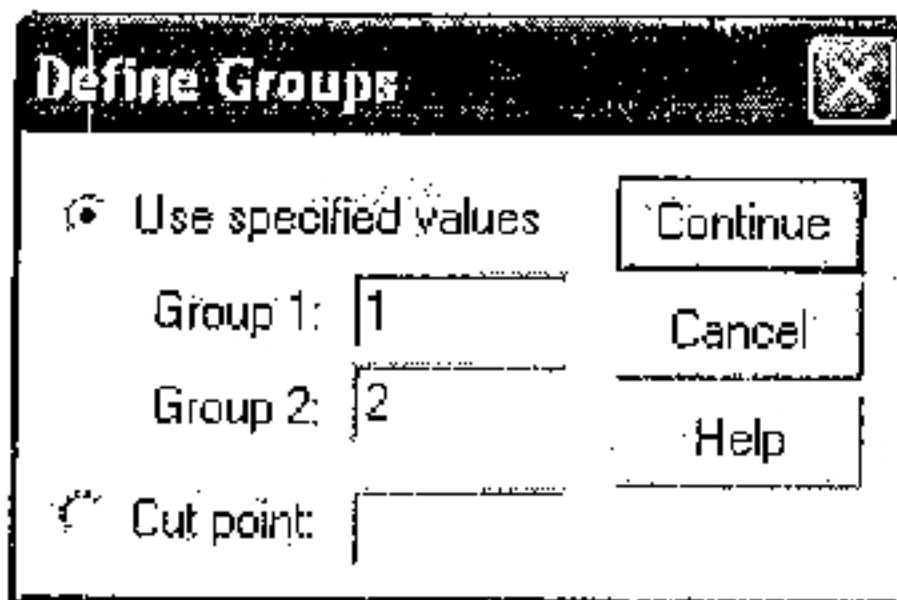 Define Groups
Use specified values
Continue
Group 1: 1
Cancel
Group 2: 2
Help
Cut point: